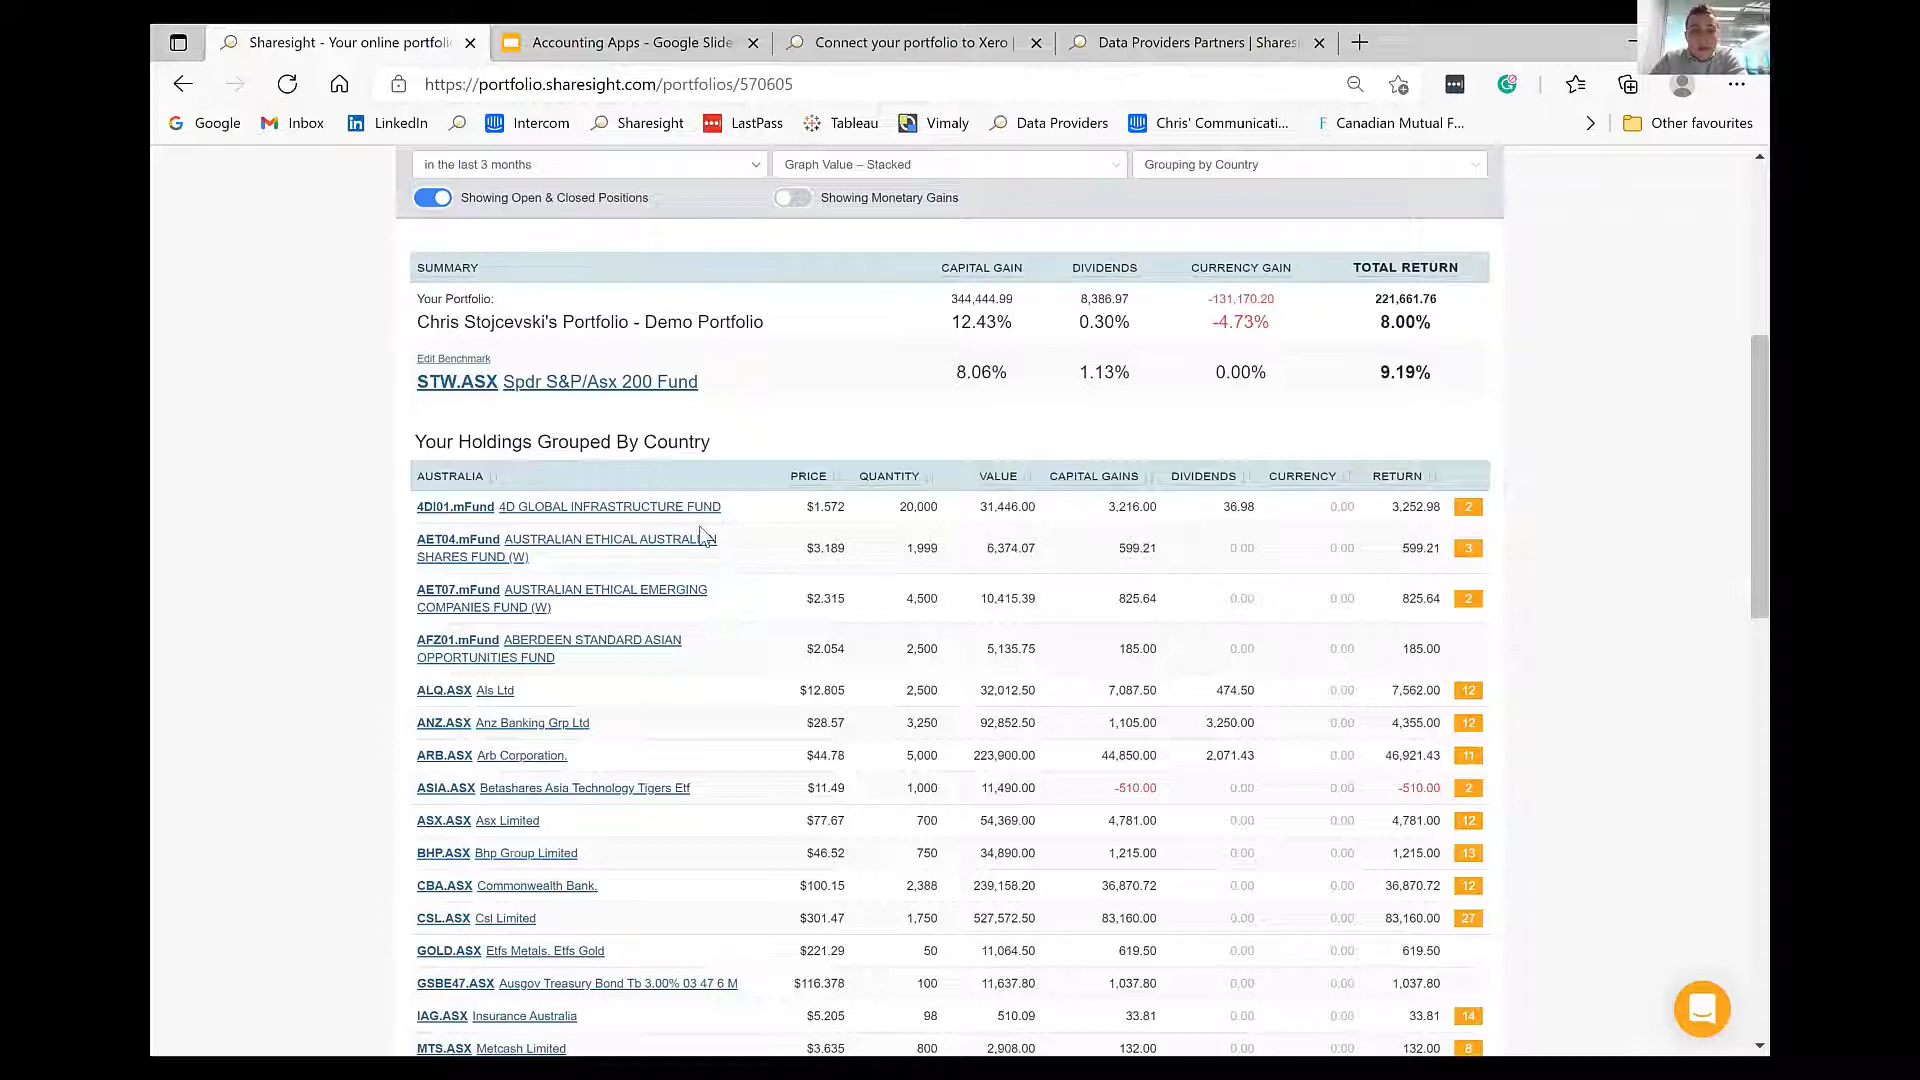 Sharesight - Your online portfoli
Accounting Apps - Google Slide
Connect your portfolio to Xero |
Data Providers Partners | Shares
https://portfolio.sharesight.com/portfolios/570605
Google Inbox LinkedIn Intercom Sharesight LastPass Tableau Vimaly Data Providers Chris' Communicati... Canadian Mutual F... Other favourites
in the last 3 months Graph Value – Stacked Grouping by Country
Showing Open & Closed Positions Showing Monetary Gains
SUMMARY CAPITAL GAIN DIVIDENDS CURRENCY GAIN TOTAL RETURN
Your Portfolio: 344,444.99 8,386.97 -131,170.20 221,661.76
Chris Stojcevski's Portfolio - Demo Portfolio 12.43% 0.30% -4.73% 8.00%
Edit Benchmark
STW.ASX Spdr S&P/Asx 200 Fund 8.06% 1.13% 0.00% 9.19%
Your Holdings Grouped By Country
AUSTRALIA PRICE QUANTITY VALUE CAPITAL GAINS DIVIDENDS CURRENCY RETURN
4DI01.mFund 4D GLOBAL INFRASTRUCTURE FUND $1.572 20,000 31,446.00 3,216.00 36.98 0.00 3,252.98 2
AET04.mFund AUSTRALIAN ETHICAL AUSTRALIAN
SHARES FUND (W) $3.189 1,999 6,374.07 599.21 0.00 0.00 599.21 3
AET07.mFund AUSTRALIAN ETHICAL EMERGING
COMPANIES FUND (W) $2.315 4,500 10,415.39 825.64 0.00 0.00 825.64 2
AFZ01.mFund ABERDEEN STANDARD ASIAN
OPPORTUNITIES FUND $2.054 2,500 5,135.75 185.00 0.00 0.00 185.00
ALQ.ASX Als Ltd $12.805 2,500 32,012.50 7,087.50 474.50 0.00 7,562.00 12
ANZ.ASX Anz Banking Grp Ltd $28.57 3,250 92,852.50 1,105.00 3,250.00 0.00 4,355.00 12
ARB.ASX Arb Corporation. $44.78 5,000 223,900.00 44,850.00 2,071.43 0.00 46,921.43 11
ASIA.ASX Betashares Asia Technology Tigers Etf $11.49 1,000 11,490.00 -510.00 0.00 0.00 -510.00 2
ASX.ASX Asx Limited $77.67 700 54,369.00 4,781.00 0.00 0.00 4,781.00 12
BHP.ASX Bhp Group Limited $46.52 750 34,890.00 1,215.00 0.00 0.00 1,215.00 13
CBA.ASX Commonwealth Bank. $100.15 2,388 239,158.20 36,870.72 0.00 0.00 36,870.72 12
CSL.ASX Csl Limited $301.47 1,750 527,572.50 83,160.00 0.00 0.00 83,160.00 27
GOLD.ASX Etfs Metals. Etfs Gold $221.29 50 11,064.50 619.50 0.00 0.00 619.50
GSBE47.ASX Ausgov Treasury Bond Tb 3.00% 03 47 6 M $116.378 100 11,637.80 1,037.80 0.00 0.00 1,037.80
IAG.ASX Insurance Australia $5.205 98 510.09 33.81 0.00 0.00 33.81 14
MTS.ASX Metcash Limited $3.635 800 2,908.00 132.00 0.00 0.00 132.00 8